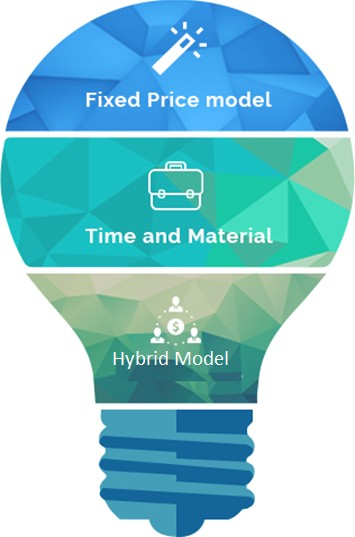 Fixed Price model
Time and Material
$
Hybrid Model